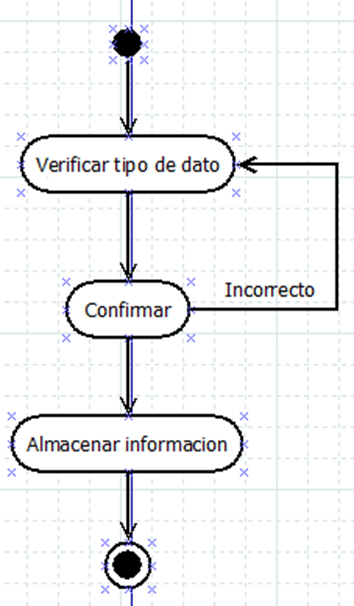 Verificar tipo de dato
Incorrecto
Confirmar
Almacenar informacion